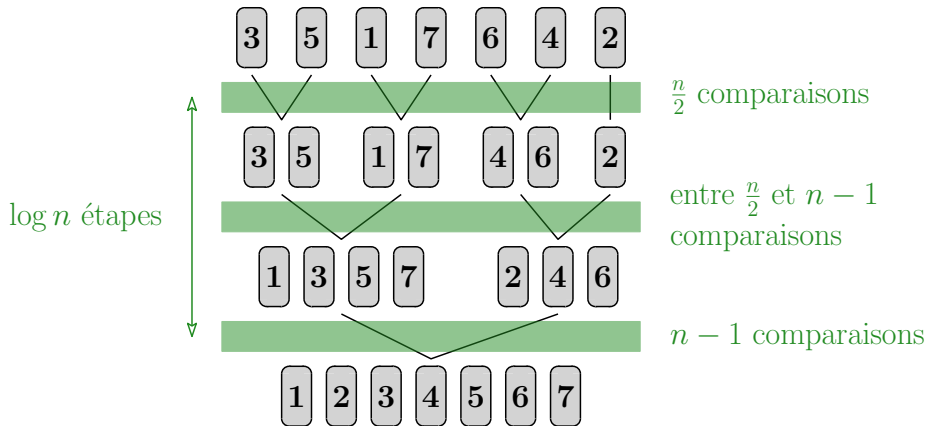 3 5 1 7 6 4 2
$\frac{n}{2}$ comparaisons
3 5 1 7 4 6 2
entre $\frac{n}{2}$ et $n-1$
comparaisons
$\log n$ étapes
1 3 5 7 2 4 6
$n-1$ comparaisons
1 2 3 4 5 6 7